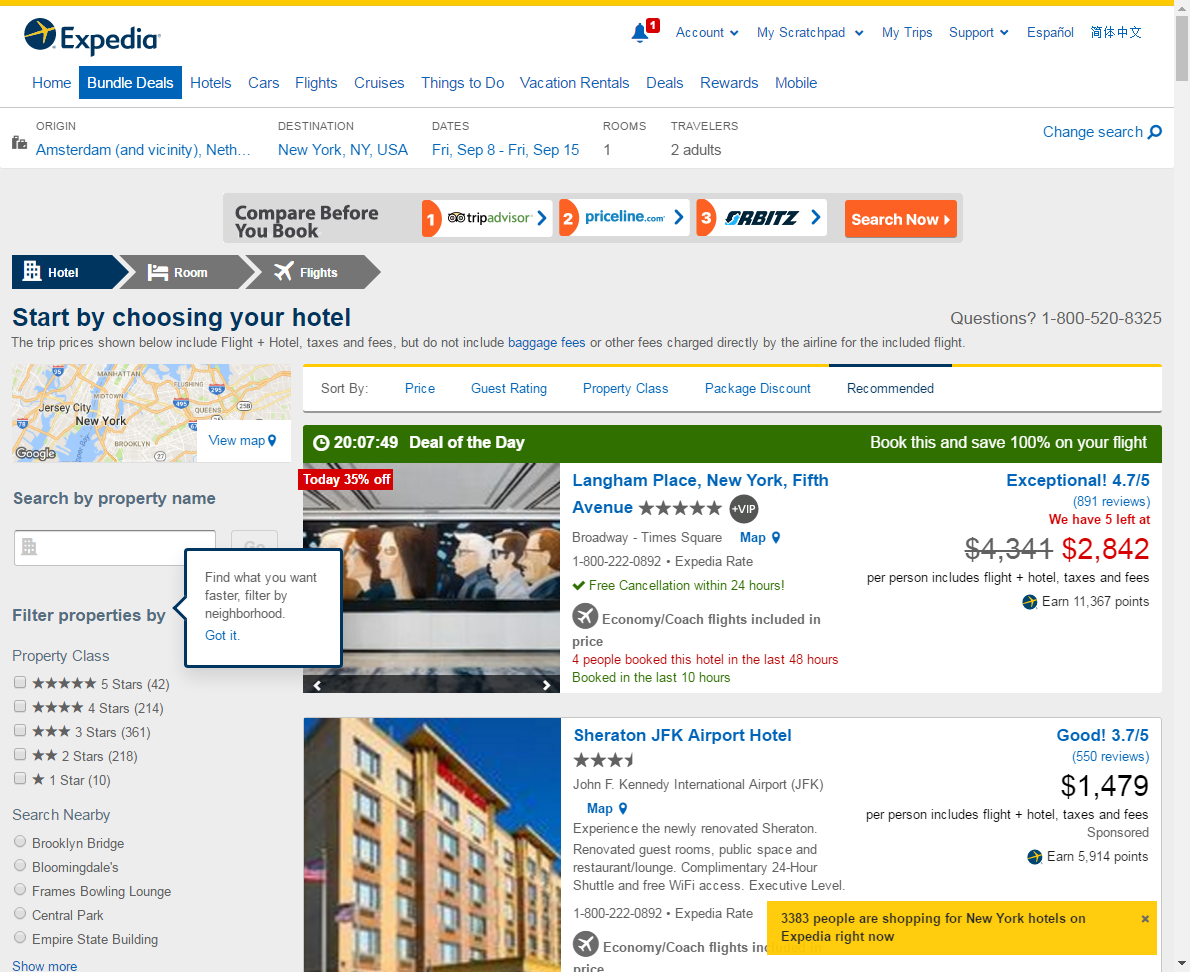 Expedia
1
Account
My Scratchpad
My Trips
Support
Español
简体中文
Home
Bundle Deals
Hotels
Cars
Flights
Cruises
Things to Do
Vacation Rentals
Deals
Rewards
Mobile
ORIGIN
Amsterdam (and vicinity), Neth...
DESTINATION
New York, NY, USA
DATES
Fri, Sep 8 - Fri, Sep 15
ROOMS
1
TRAVELERS
2 adults
Change search
Compare Before
You Book
1 tripadvisor
2 priceline.com
3 ORBITZ
Search Now
Hotel
Room
Flights
Start by choosing your hotel
Questions? 1-800-520-8325
The trip prices shown below include Flight + Hotel, taxes and fees, but do not include baggage fees or other fees charged directly by the airline for the included flight.
MANHATTAN
MIDTOWN
FLUSHING
Jersey City
New York
QUEENS
BROOKLYN
95
295
495
25B
78
27
Google
View map
Sort By:
Price
Guest Rating
Property Class
Package Discount
Recommended
Search by property name
Go
Find what you want
faster, filter by
neighborhood.
Got it.
Filter properties by
Property Class
5 Stars (42)
4 Stars (214)
3 Stars (361)
2 Stars (218)
1 Star (10)
Search Nearby
Brooklyn Bridge
Bloomingdale's
Frames Bowling Lounge
Central Park
Empire State Building
Show more
20:07:49 Deal of the Day
Book this and save 100% on your flight
Today 35% off
Langham Place, New York, Fifth
Avenue
+VIP
Broadway - Times Square
Map
1-800-222-0892 • Expedia Rate
Free Cancellation within 24 hours!
Economy/Coach flights included in
price
4 people booked this hotel in the last 48 hours
Booked in the last 10 hours
Exceptional! 4.7/5
(891 reviews)
We have 5 left at
$4,341 $2,842
per person includes flight + hotel, taxes and fees
Earn 11,367 points
Sheraton JFK Airport Hotel
John F. Kennedy International Airport (JFK)
Map
Experience the newly renovated Sheraton.
Renovated guest rooms, public space and
restaurant/lounge. Complimentary 24-Hour
Shuttle and free WiFi access. Executive Level.
1-800-222-0892 • Expedia Rate
Economy/Coach flights
price
Good! 3.7/5
(550 reviews)
$1,479
per person includes flight + hotel, taxes and fees
Sponsored
Earn 5,914 points
3383 people are shopping for New York hotels on
Expedia right now